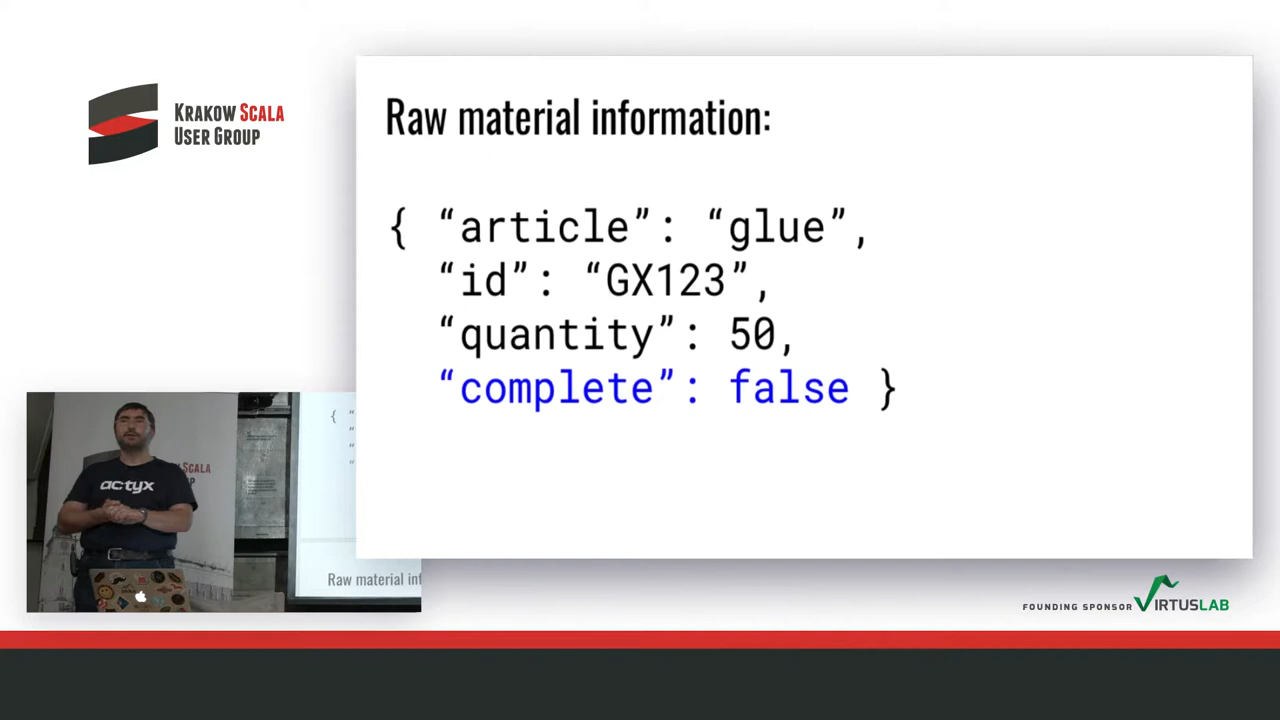 KRAKOW SCALA
USER GROUP
Raw material information:
{ “article”: “glue”,
“id”: “GX123”,
“quantity”: 50,
“complete”: false }
actyx
SCALA
{
Raw material inf
FOUNDING SPONSOR VIRTUSLAB